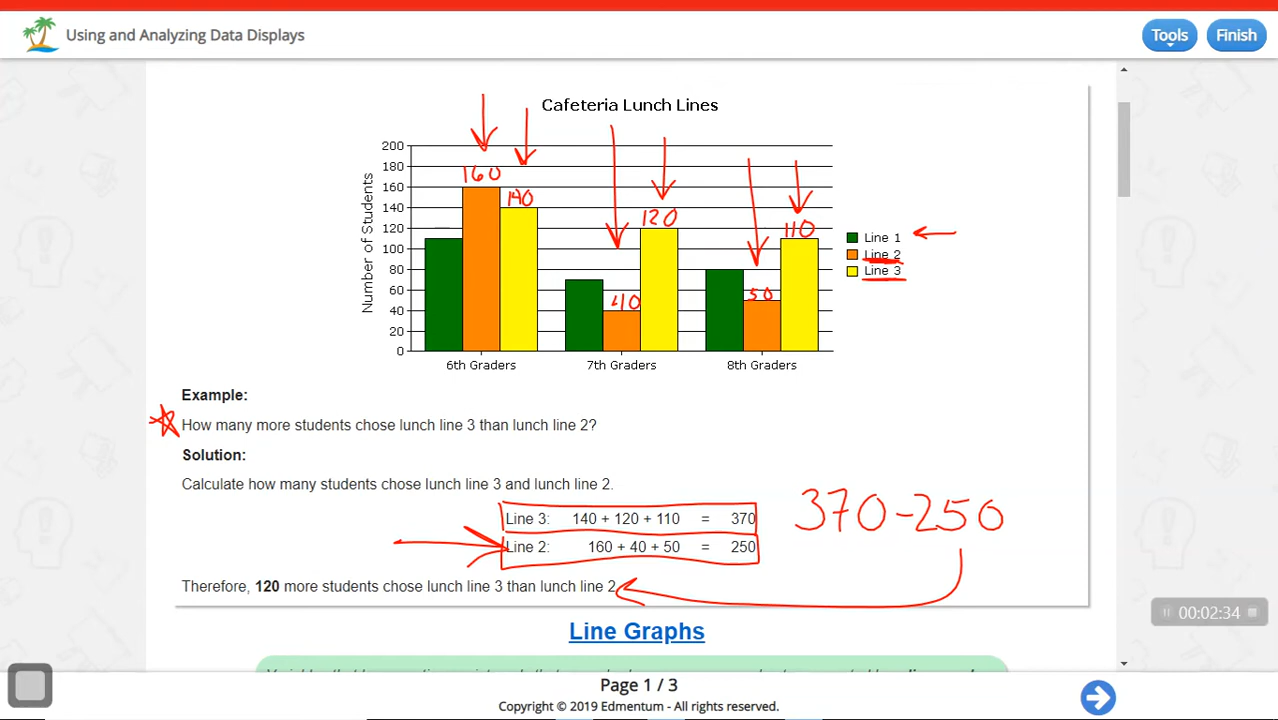 Using and Analyzing Data Displays
Tools
Finish
Cafeteria Lunch Lines
Number of Students
200
180
160
140
120
100
80
60
40
20
0
160
140
40
120
50
110
6th Graders
7th Graders
8th Graders
Line 1
Line 2
Line 3
Example:
How many more students chose lunch line 3 than lunch line 2?
Solution:
Calculate how many students chose lunch line 3 and lunch line 2.
Line 3: 140 + 120 + 110 = 370
Line 2: 160 + 40 + 50 = 250
370-250
Therefore, 120 more students chose lunch line 3 than lunch line 2.
00:02:34
Line Graphs
Page 1 / 3
Copyright © 2019 Edmentum - All rights reserved.